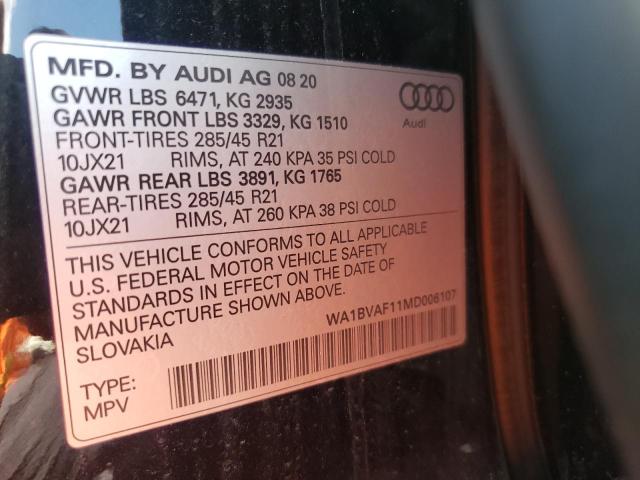 MFD. BY AUDI AG 08 20
GVWR LBS 6471, KG 2935
GAWR FRONT LBS 3329, KG 1510
FRONT-TIRES 285/45 R21
10JX21 RIMS, AT 240 KPA 35 PSI COLD
GAWR REAR LBS 3891, KG 1765
REAR-TIRES 285/45 R21
10JX21 RIMS, AT 260 KPA 38 PSI COLD
Audi
THIS VEHICLE CONFORMS TO ALL APPLICABLE
U.S. FEDERAL MOTOR VEHICLE SAFETY
STANDARDS IN EFFECT ON THE DATE OF
MANUFACTURE SHOWN ABOVE.
SLOVAKIA
WA1BVAF11MD006107
TYPE:
MPV